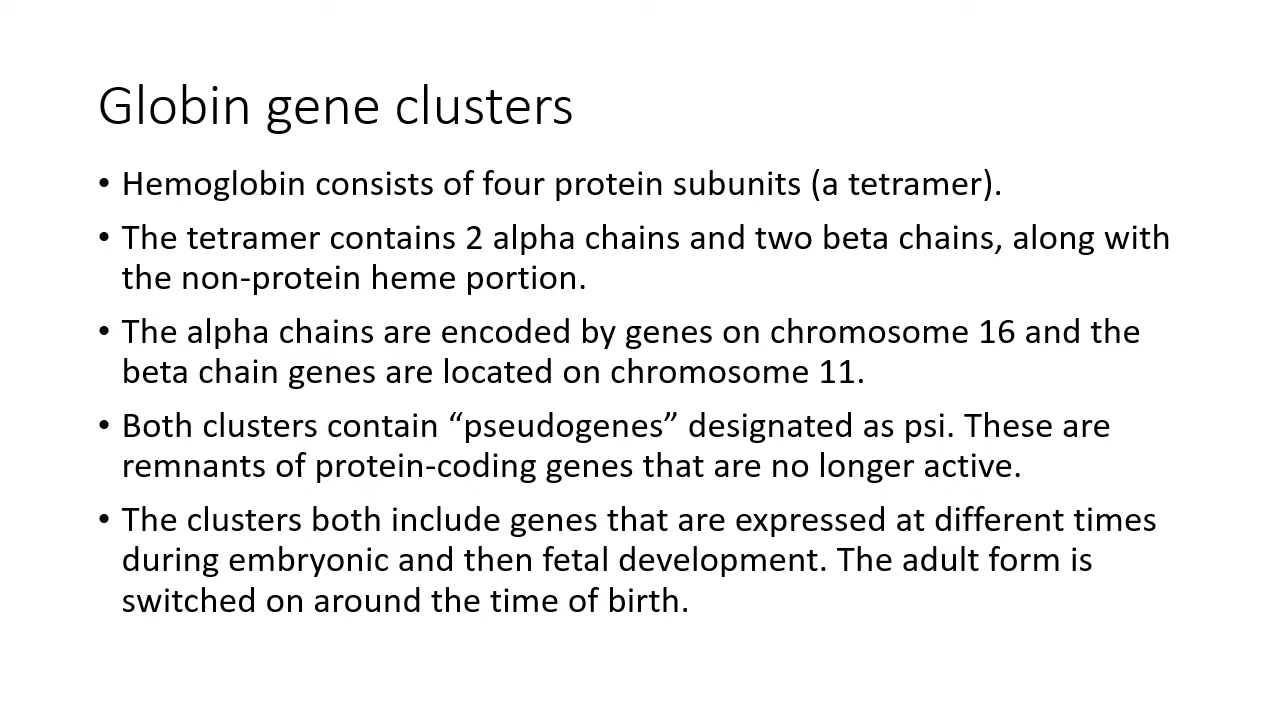 Globin gene clusters
• Hemoglobin consists of four protein subunits (a tetramer).
• The tetramer contains 2 alpha chains and two beta chains, along with
the non-protein heme portion.
• The alpha chains are encoded by genes on chromosome 16 and the
beta chain genes are located on chromosome 11.
• Both clusters contain “pseudogenes” designated as psi. These are
remnants of protein-coding genes that are no longer active.
• The clusters both include genes that are expressed at different times
during embryonic and then fetal development. The adult form is
switched on around the time of birth.